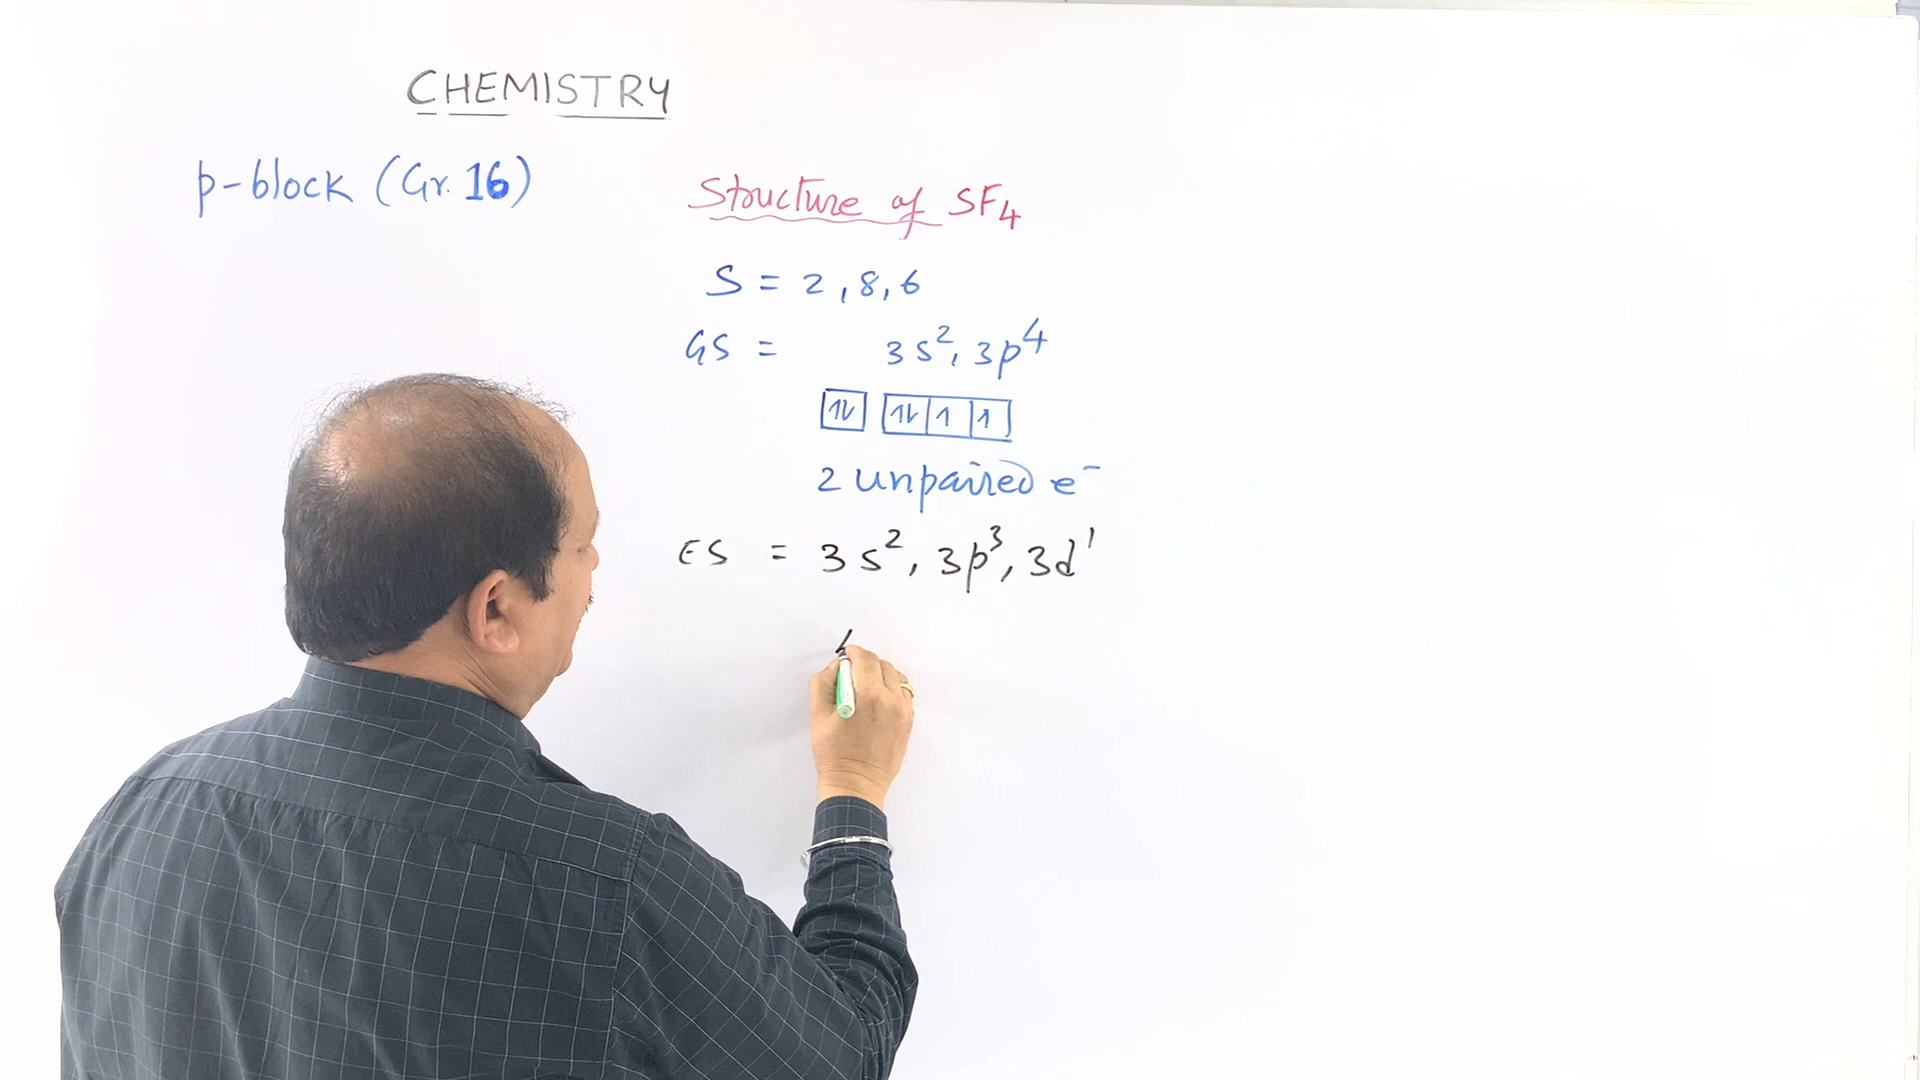 CHEMISTRY
p-block (Gr. 16)
Structure of SF₄
S = 2, 8, 6
GS = 3s², 3p⁴
⥮ ⥮ ↿ ↿
2 unpaired e⁻
ES = 3s², 3p³, 3d¹